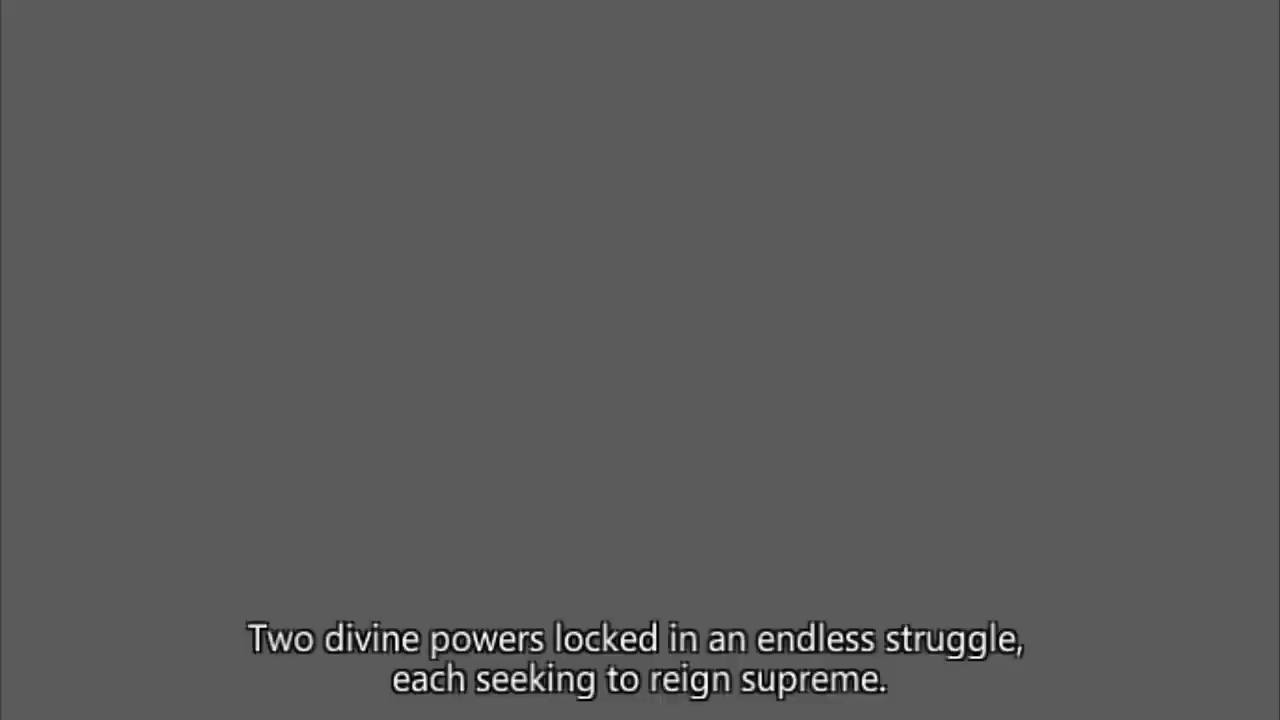 Two divine powers locked in an endless struggle,
each seeking to reign supreme.